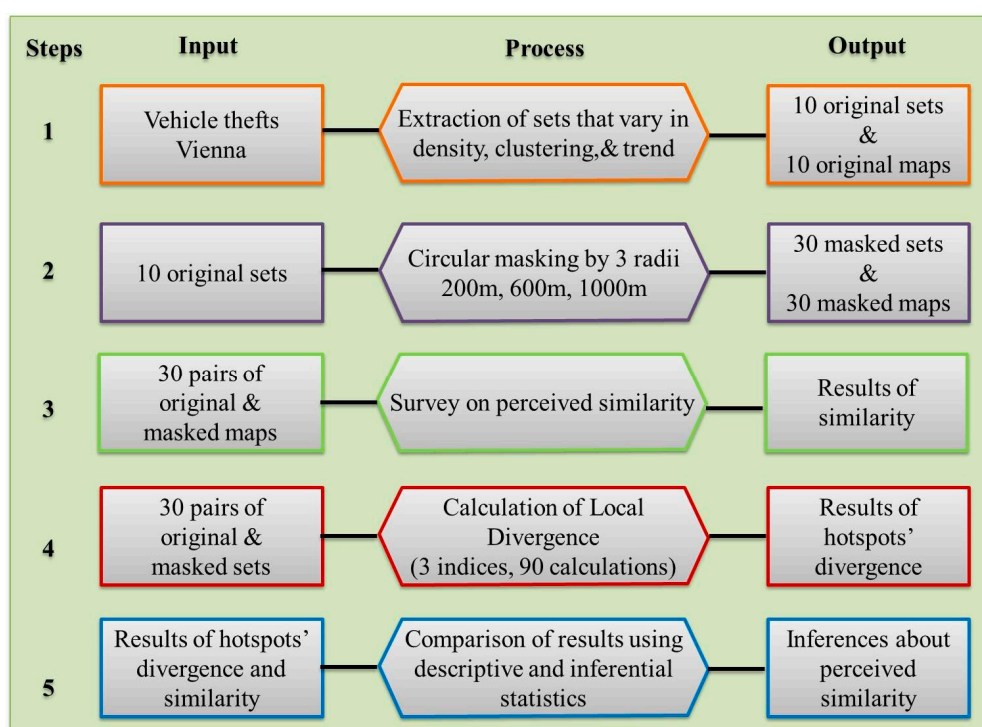 Steps
Input
Process
Output
1
Vehicle thefts
Vienna
Extraction of sets that vary in
density, clustering,& trend
10 original sets
&
10 original maps
2
10 original sets
Circular masking by 3 radii
200m, 600m, 1000m
30 masked sets
&
30 masked maps
3
30 pairs of
original &
masked maps
Survey on perceived similarity
Results of
similarity
4
30 pairs of
original &
masked sets
Calculation of Local
Divergence
(3 indices, 90 calculations)
Results of
hotspots’
divergence
5
Results of hotspots’
divergence and
similarity
Comparison of results using
descriptive and inferential
statistics
Inferences about
perceived
similarity